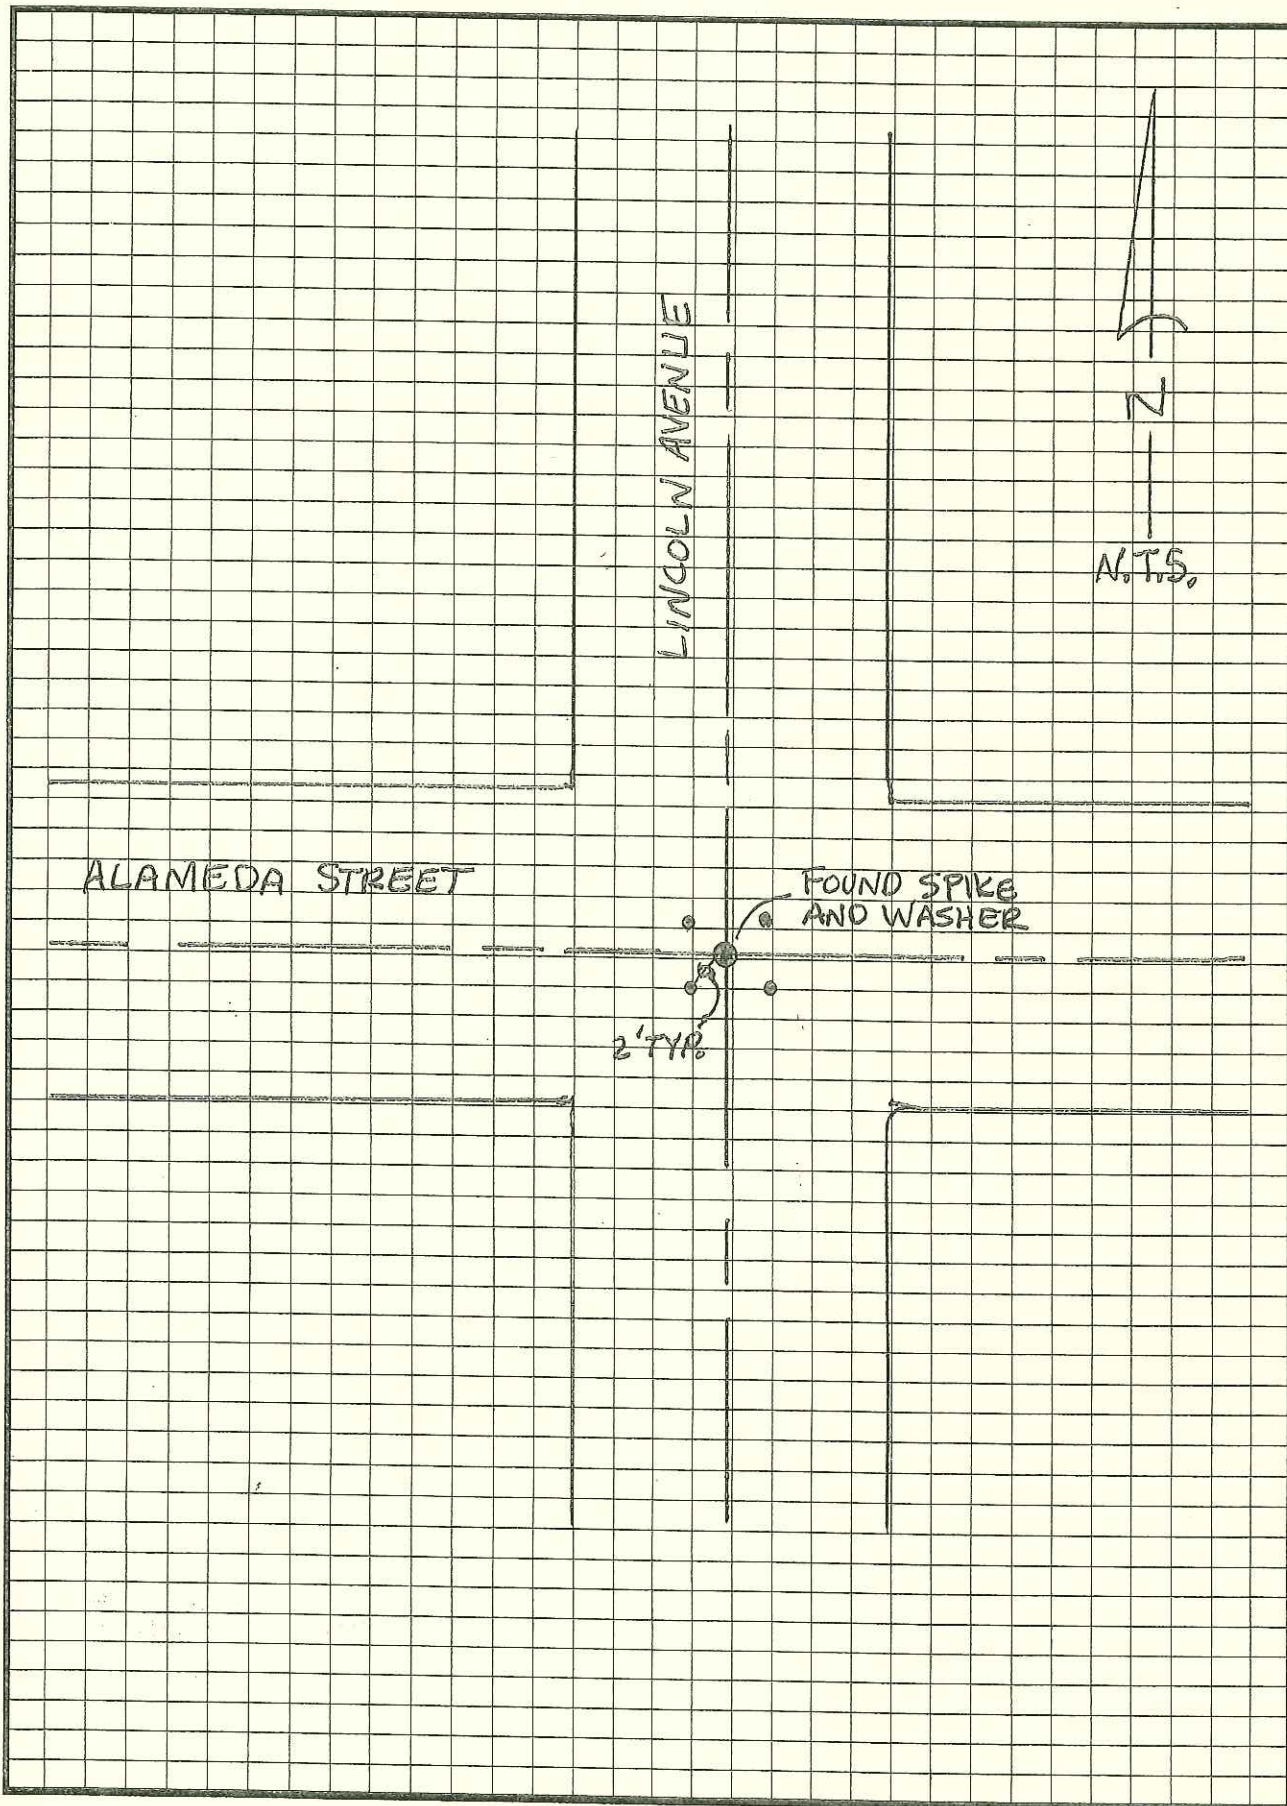 LINCOLN AVENUE
N
N.T.S.
ALAMEDA STREET
FOUND SPIKE
AND WASHER
2' TYP.